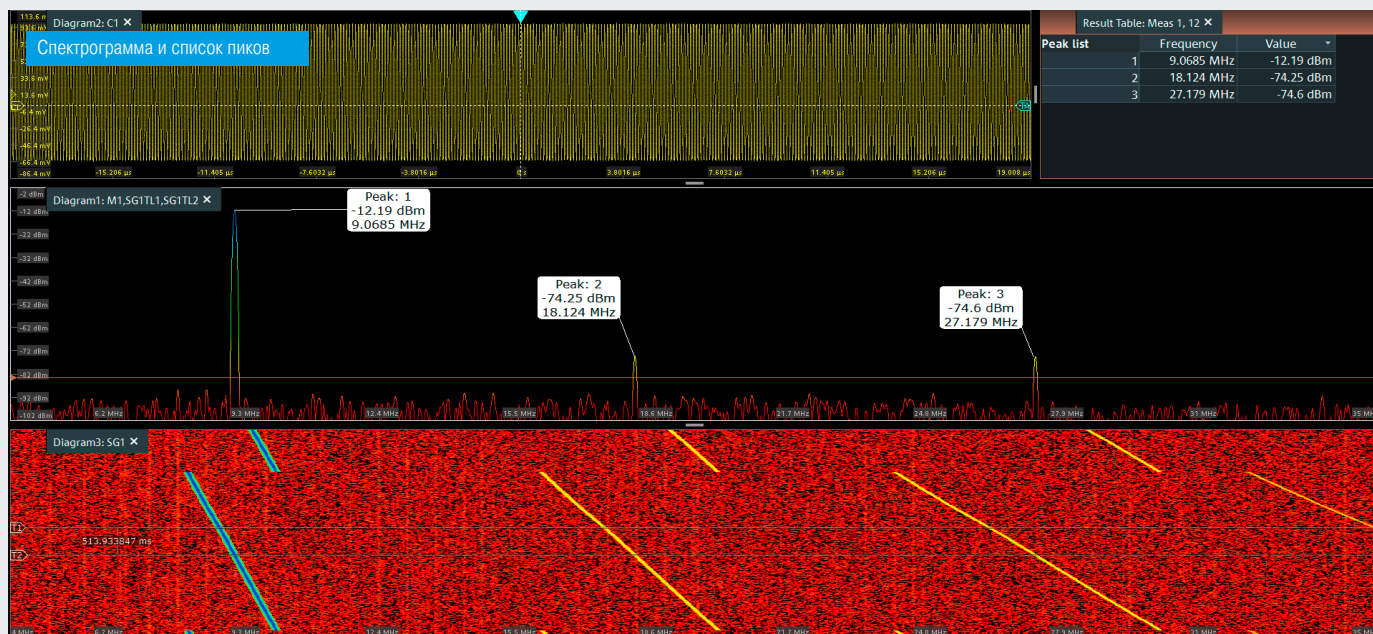 113.6 m
Diagram2: C1 ×
Спектрограмма и список пиков
33.6 mV
13.6 mV
-6.4 mV
-26.4 mV
-46.4 mV
-66.4 mV
-86.4 mV
-15.206 µs
-11.405 µs
-7.6032 µs
-3.8016 µs
0 s
3.8016 µs
7.6032 µs
11.405 µs
15.206 µs
19.008 µs
Result Table: Meas 1, 12 ×
Peak list Frequency Value
1 9.0685 MHz -12.19 dBm
2 18.124 MHz -74.25 dBm
3 27.179 MHz -74.6 dBm
Diagram1: M1,SG1TL1,SG1TL2 ×
-2 dBm
-12 dBm
-22 dBm
-32 dBm
-42 dBm
-52 dBm
-62 dBm
-72 dBm
-82 dBm
-92 dBm
-102 dBm
Peak: 1
-12.19 dBm
9.0685 MHz
Peak: 2
-74.25 dBm
18.124 MHz
Peak: 3
-74.6 dBm
27.179 MHz
6.2 MHz
9.3 MHz
12.4 MHz
15.5 MHz
18.6 MHz
21.7 MHz
24.8 MHz
27.9 MHz
31 MHz
35 MH
Diagram3: SG1 ×
T1
513.933847 ms
T2
4 MHz
6.2 MHz
9.3 MHz
12.4 MHz
15.5 MHz
18.6 MHz
21.7 MHz
24.8 MHz
27.9 MHz
31 MHz
35 MH